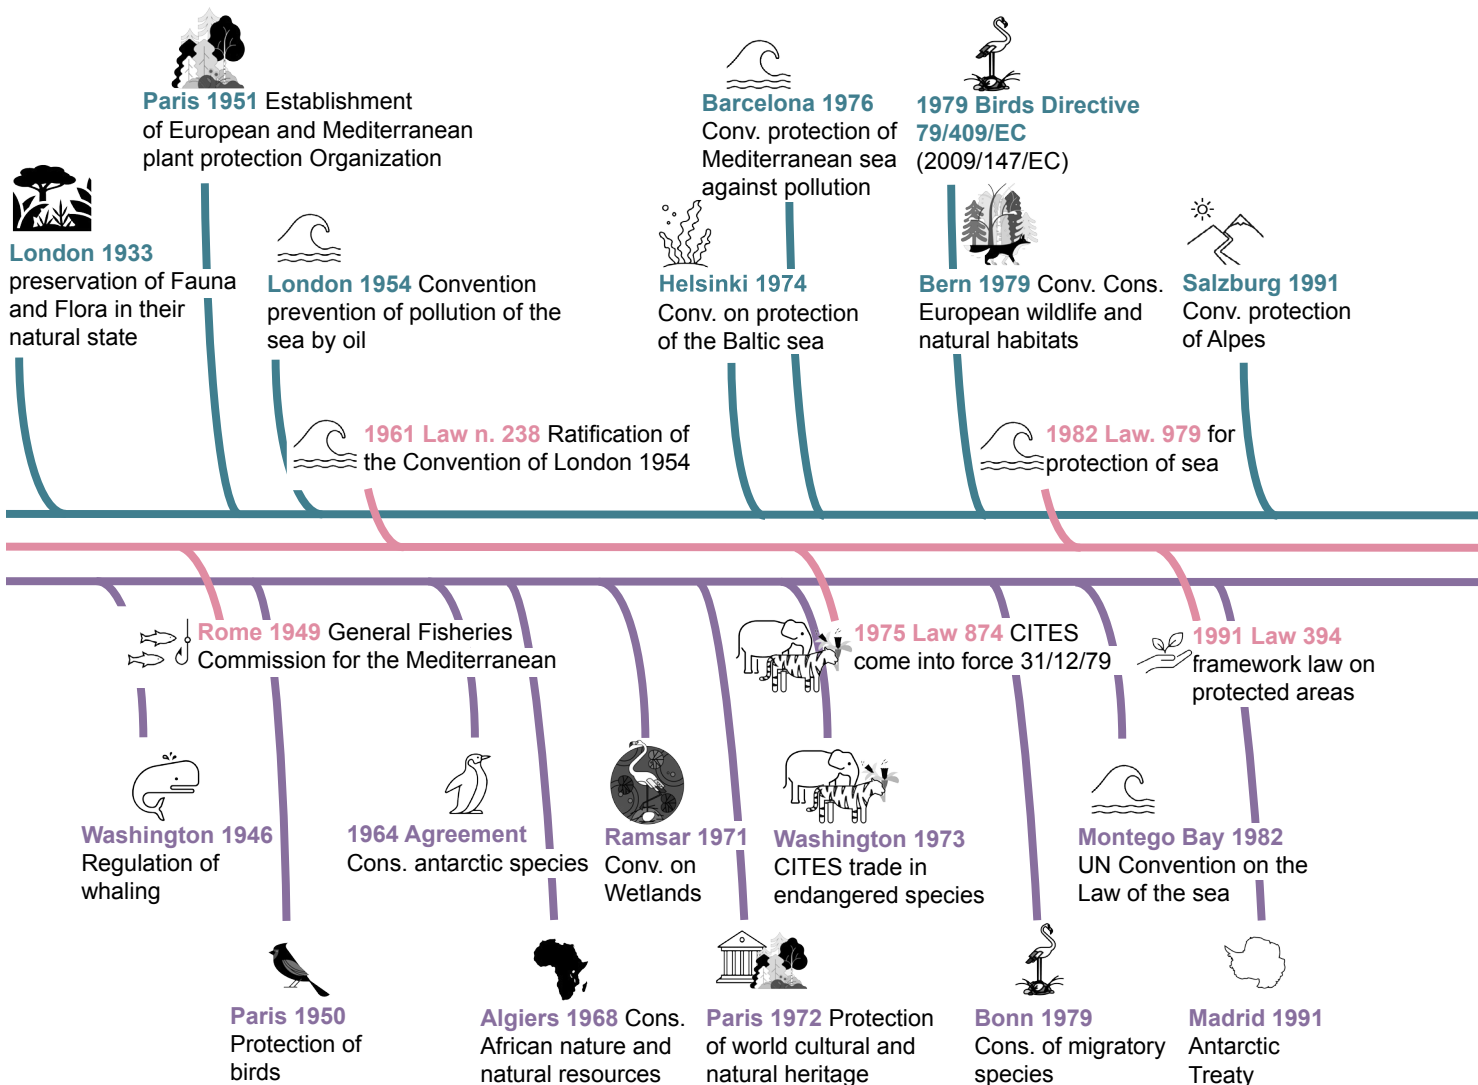 Paris 1951 Establishment
of European and Mediterranean
plant protection Organization
Barcelona 1976
Conv. protection of
Mediterranean sea
against pollution
1979 Birds Directive
79/409/EC
(2009/147/EC)
London 1933
preservation of Fauna
and Flora in their
natural state
London 1954 Convention
prevention of pollution of the
sea by oil
Helsinki 1974
Conv. on protection
of the Baltic sea
Bern 1979 Conv. Cons.
European wildlife and
natural habitats
Salzburg 1991
Conv. protection
of Alpes
1961 Law n. 238 Ratification of
the Convention of London 1954
1982 Law. 979 for
protection of sea
Rome 1949 General Fisheries
Commission for the Mediterranean
1975 Law 874 CITES
come into force 31/12/79
1991 Law 394
framework law on
protected areas
Washington 1946
Regulation of
whaling
1964 Agreement
Cons. antarctic species
Ramsar 1971
Conv. on
Wetlands
Washington 1973
CITES trade in
endangered species
Montego Bay 1982
UN Convention on the
Law of the sea
Paris 1950
Protection of
birds
Algiers 1968 Cons.
African nature and
natural resources
Paris 1972 Protection
of world cultural and
natural heritage
Bonn 1979
Cons. of migratory
species
Madrid 1991
Antarctic
Treaty